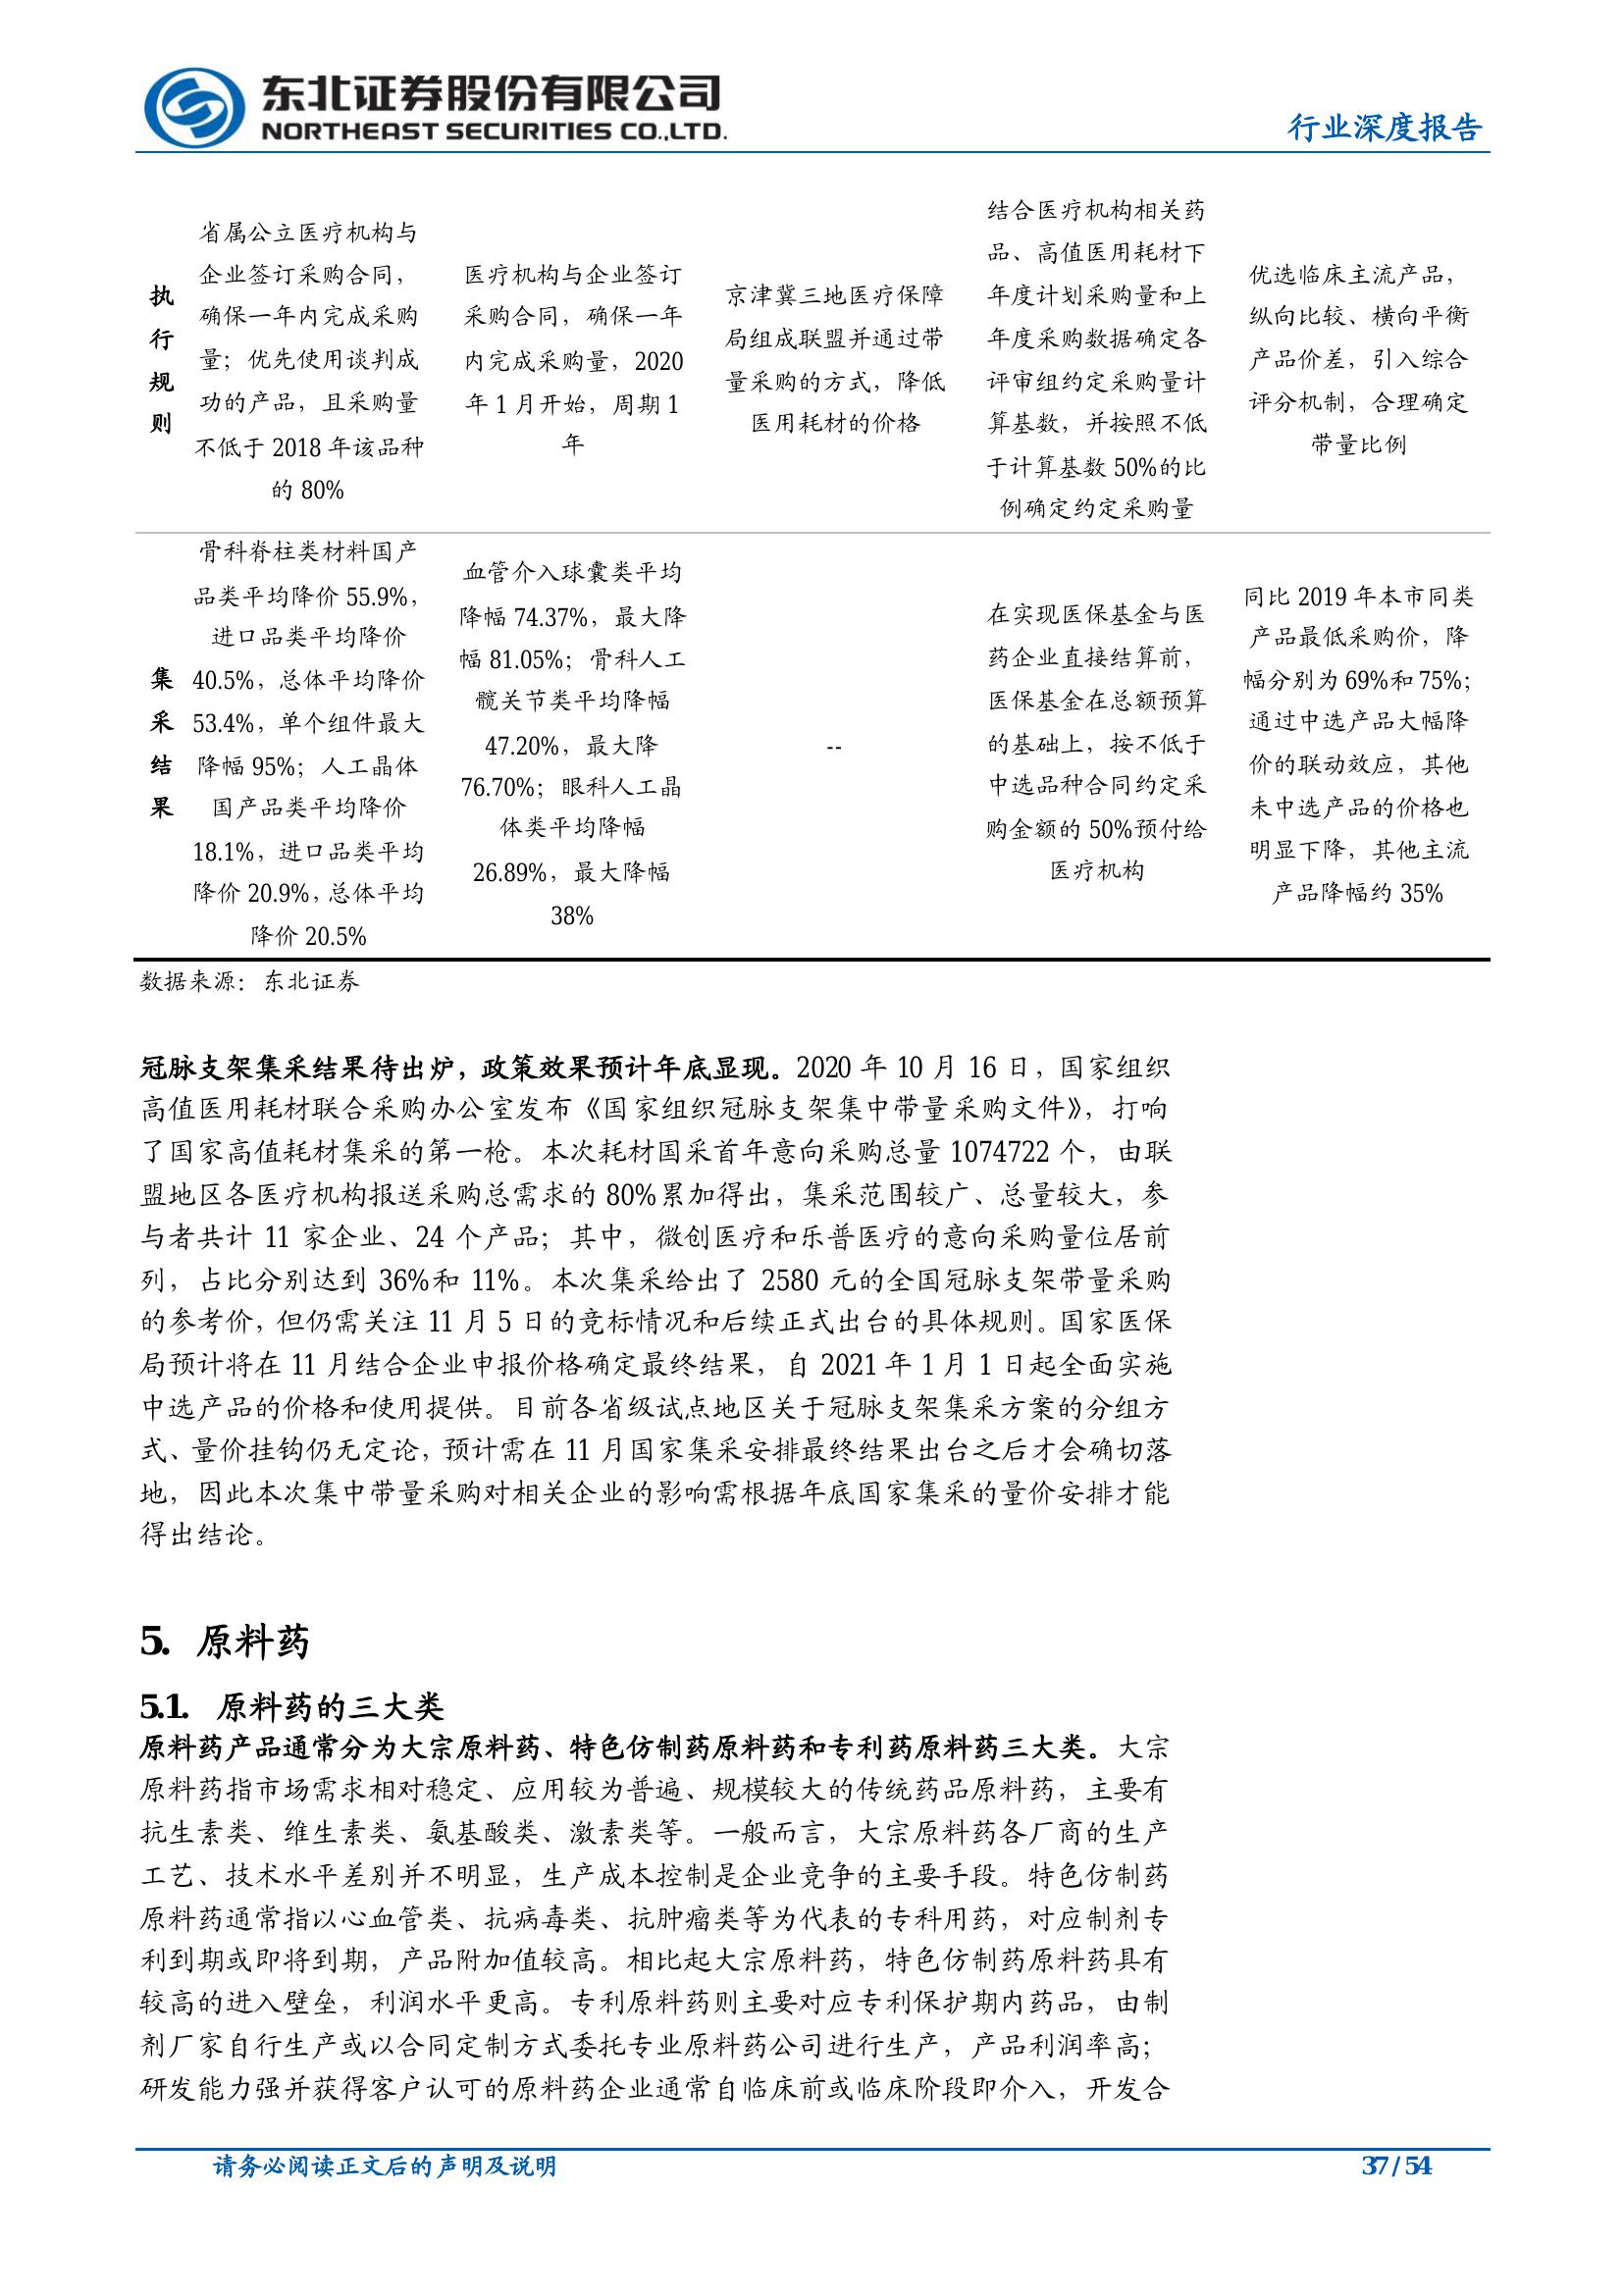 东北证券股份有限公司
NORTHEAST SECURITIES CO.,LTD.
行业深度报告
执
行
规
则
省属公立医疗机构与
企业签订采购合同，
确保一年内完成采购
量；优先使用谈判成
功的产品，且采购量
不低于 2018 年该品种
的 80%
医疗机构与企业签订
采购合同，确保一年
内完成采购量，2020
年 1 月开始，周期 1
年
京津冀三地医疗保障
局组成联盟并通过带
量采购的方式，降低
医用耗材的价格
结合医疗机构相关药
品、高值医用耗材下
年度计划采购量和上
年度采购数据确定各
评审组约定采购量计
算基数，并按照不低
于计算基数 50%的比
例确定约定采购量
优选临床主流产品，
纵向比较、横向平衡
产品价差，引入综合
评分机制，合理确定
带量比例
集
采
结
果
骨科脊柱类材料国产
品类平均降价 55.9%，
进口品类平均降价
40.5%，总体平均降价
53.4%，单个组件最大
降幅 95%；人工晶体
国产品类平均降价
18.1%，进口品类平均
降价 20.9%，总体平均
降价 20.5%
血管介入球囊类平均
降幅 74.37%，最大降
幅 81.05%；骨科人工
髋关节类平均降幅
47.20%，最大降
76.70%；眼科人工晶
体类平均降幅
26.89%，最大降幅
38%
--
在实现医保基金与医
药企业直接结算前，
医保基金在总额预算
的基础上，按不低于
中选品种合同约定采
购金额的 50%预付给
医疗机构
同比 2019 年本市同类
产品最低采购价，降
幅分别为 69%和 75%；
通过中选产品大幅降
价的联动效应，其他
未中选产品的价格也
明显下降，其他主流
产品降幅约 35%
数据来源：东北证券
冠脉支架集采结果待出炉，政策效果预计年底显现。2020 年 10 月 16 日，国家组织
高值医用耗材联合采购办公室发布《国家组织冠脉支架集中带量采购文件》，打响
了国家高值耗材集采的第一枪。本次耗材国采首年意向采购总量 1074722 个，由联
盟地区各医疗机构报送采购总需求的 80%累加得出，集采范围较广、总量较大，参
与者共计 11 家企业、24 个产品；其中，微创医疗和乐普医疗的意向采购量位居前
列，占比分别达到 36%和 11%。本次集采给出了 2580 元的全国冠脉支架带量采购
的参考价，但仍需关注 11 月 5 日的竞标情况和后续正式出台的具体规则。国家医保
局预计将在 11 月结合企业申报价格确定最终结果，自 2021 年 1 月 1 日起全面实施
中选产品的价格和使用提供。目前各省级试点地区关于冠脉支架集采方案的分组方
式、量价挂钩仍无定论，预计需在 11 月国家集采安排最终结果出台之后才会确切落
地，因此本次集中带量采购对相关企业的影响需根据年底国家集采的量价安排才能
得出结论。
5. 原料药
5.1. 原料药的三大类
原料药产品通常分为大宗原料药、特色仿制药原料药和专利药原料药三大类。大宗
原料药指市场需求相对稳定、应用较为普遍、规模较大的传统药品原料药，主要有
抗生素类、维生素类、氨基酸类、激素类等。一般而言，大宗原料药各厂商的生产
工艺、技术水平差别并不明显，生产成本控制是企业竞争的主要手段。特色仿制药
原料药通常指以心血管类、抗病毒类、抗肿瘤类等为代表的专科用药，对应制剂专
利到期或即将到期，产品附加值较高。相比起大宗原料药，特色仿制药原料药具有
较高的进入壁垒，利润水平更高。专利原料药则主要对应专利保护期内药品，由制
剂厂家自行生产或以合同定制方式委托专业原料药公司进行生产，产品利润率高；
研发能力强并获得客户认可的原料药企业通常自临床前或临床阶段即介入，开发合
请务必阅读正文后的声明及说明
37 / 54